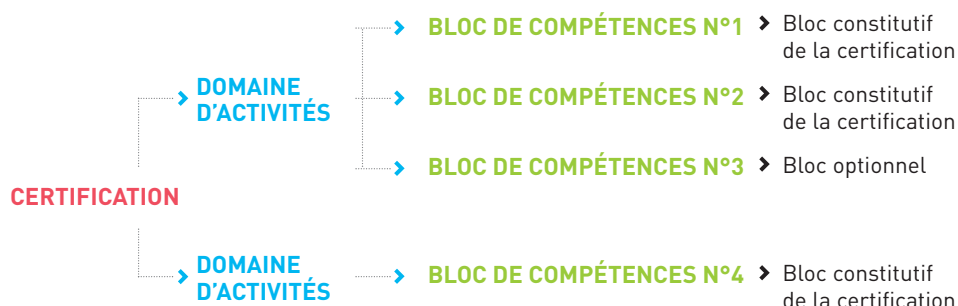 BLOC DE COMPÉTENCES N°1 Bloc constitutif
de la certification
DOMAINE
D'ACTIVITÉS
BLOC DE COMPÉTENCES N°2 Bloc constitutif
de la certification
BLOC DE COMPÉTENCES N°3 Bloc optionnel
CERTIFICATION
DOMAINE
D'ACTIVITÉS
BLOC DE COMPÉTENCES N°4 Bloc constitutif
de la certification